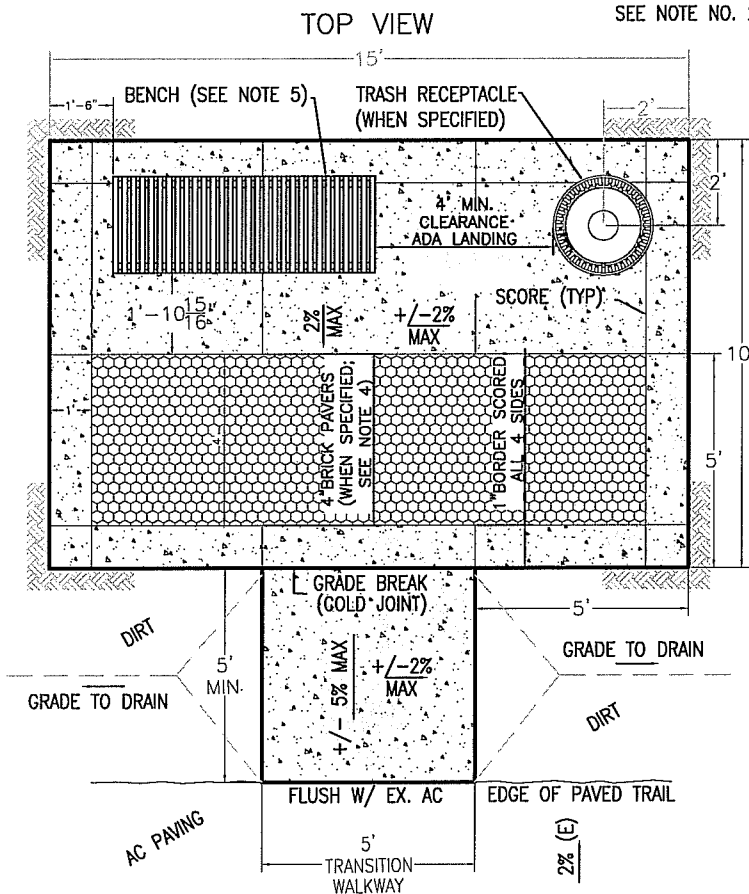 TOP VIEW
SEE NOTE NO.
15'
1'-6"
BENCH (SEE NOTE 5)
TRASH RECEPTACLE
(WHEN SPECIFIED)
2'
2'
4' MIN.
CLEARANCE
ADA LANDING
1'-10 15/16
2%
MAX
+/-2%
MAX
SCORE (TYP)
10
1'
4'
4"BRICK PAVERS
(WHEN SPECIFIED;
SEE NOTE 4)
1"BORDER SCORED
ALL 4 SIDES
5'
GRADE BREAK
(COLD JOINT)
5'
DIRT
5'
MIN.
+/- 5% MAX
+/-2%
MAX
GRADE TO DRAIN
GRADE TO DRAIN
DIRT
FLUSH W/ EX. AC
EDGE OF PAVED TRAIL
AC PAVING
5'
TRANSITION
WALKWAY
2% (E)